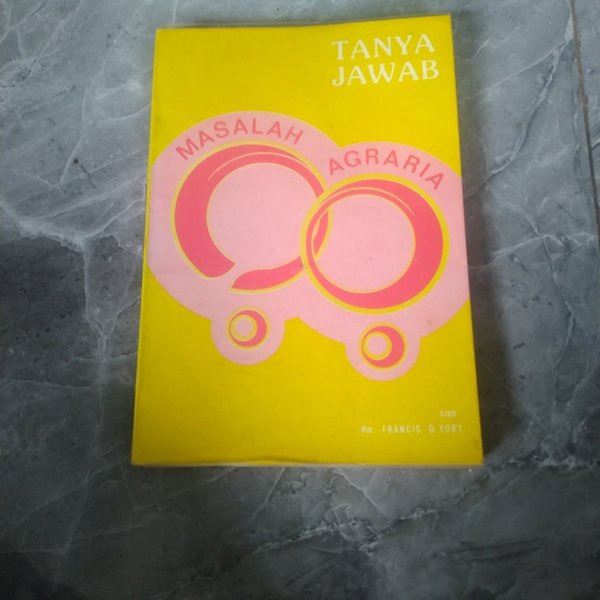 TANYA
JAWAB
MASALAH
AGRARIA
oleh
Rm. FRANCIS. D. YURY